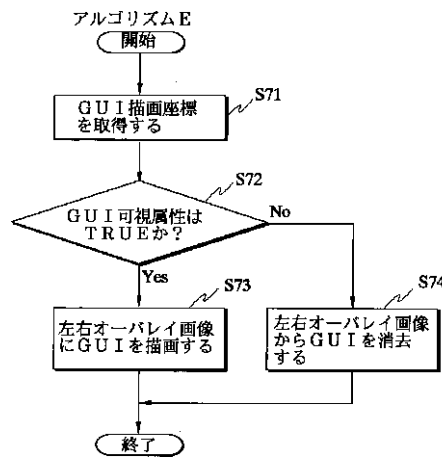 アルゴリズムE
開始
GUI描画座標
を取得する
S71
GUI可視属性は
TRUEか？
S72
No
Yes
左右オーバレイ画像
にGUIを描画する
S73
左右オーバレイ画像
からGUIを消去
する
S74
終了